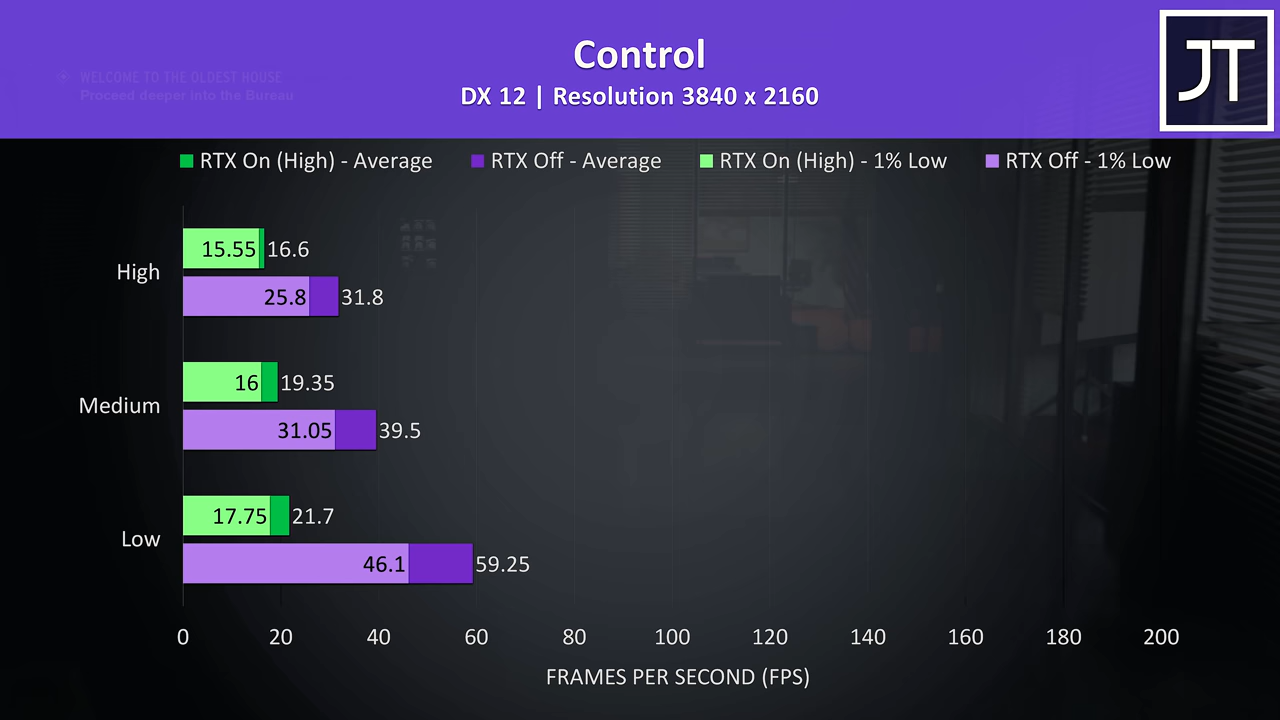 Control
DX 12 | Resolution 3840 x 2160
JT
WELCOME TO THE OLDEST HOUSE
Proceed deeper into the Bureau
RTX On (High) - Average RTX Off - Average RTX On (High) - 1% Low RTX Off - 1% Low
High
15.55 16.6
25.8 31.8
Medium
16 19.35
31.05 39.5
Low
17.75 21.7
46.1 59.25
0 20 40 60 80 100 120 140 160 180 200
FRAMES PER SECOND (FPS)